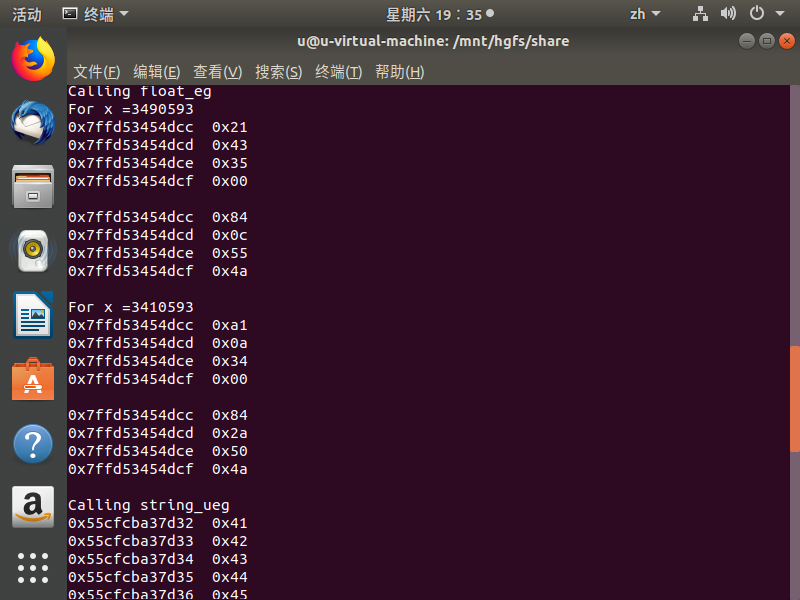 活动 终端 星期六 19：35 zh
u@u-virtual-machine: /mnt/hgfs/share
文件(F) 编辑(E) 查看(V) 搜索(S) 终端(T) 帮助(H)
Calling float_eg
For x =3490593
0x7ffd53454dcc 0x21
0x7ffd53454dcd 0x43
0x7ffd53454dce 0x35
0x7ffd53454dcf 0x00
0x7ffd53454dcc 0x84
0x7ffd53454dcd 0x0c
0x7ffd53454dce 0x55
0x7ffd53454dcf 0x4a
For x =3410593
0x7ffd53454dcc 0xa1
0x7ffd53454dcd 0x0a
0x7ffd53454dce 0x34
0x7ffd53454dcf 0x00
0x7ffd53454dcc 0x84
0x7ffd53454dcd 0x2a
0x7ffd53454dce 0x50
0x7ffd53454dcf 0x4a
Calling string_ueg
0x55cfcba37d32 0x41
0x55cfcba37d33 0x42
0x55cfcba37d34 0x43
0x55cfcba37d35 0x44
0x55cfcba37d36 0x45